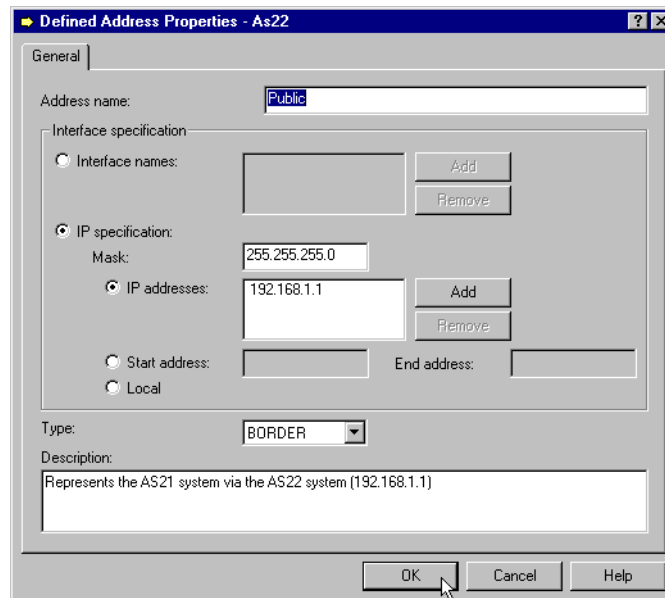 Defined Address Properties - As22
General
Address name: Public
Interface specification
Interface names: Add
Remove
IP specification:
Mask: 255.255.255.0
IP addresses: 192.168.1.1 Add
Remove
Start address: End address:
Local
Type: BORDER
Description:
Represents the AS21 system via the AS22 system (192.168.1.1)
OK Cancel Help